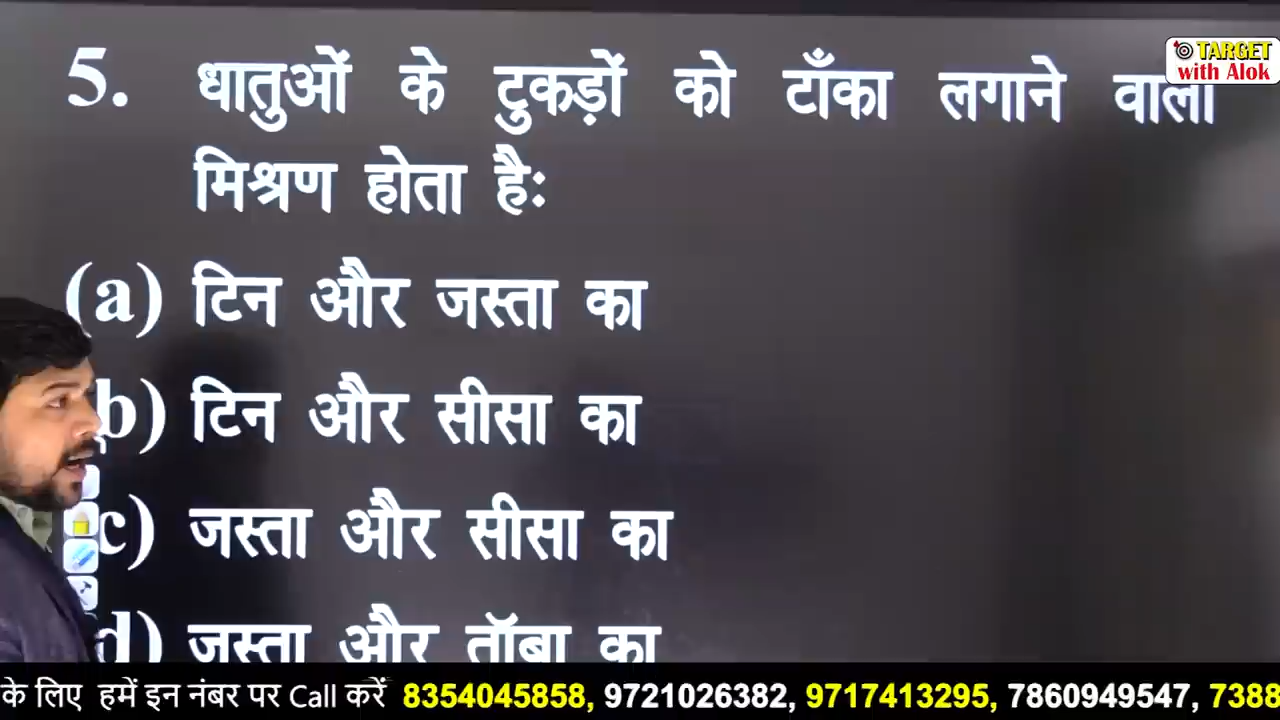 TARGET
with Alok
5. धातुओं के टुकड़ों को टाँका लगाने वाला
मिश्रण होता हैः
(a) टिन और जस्ता का
(b) टिन और सीसा का
(c) जस्ता और सीसा का
(d) जस्ता और ताँबा का
के लिए हमें इन नंबर पर Call करें 8354045858, 9721026382, 9717413295, 7860949547, 7388